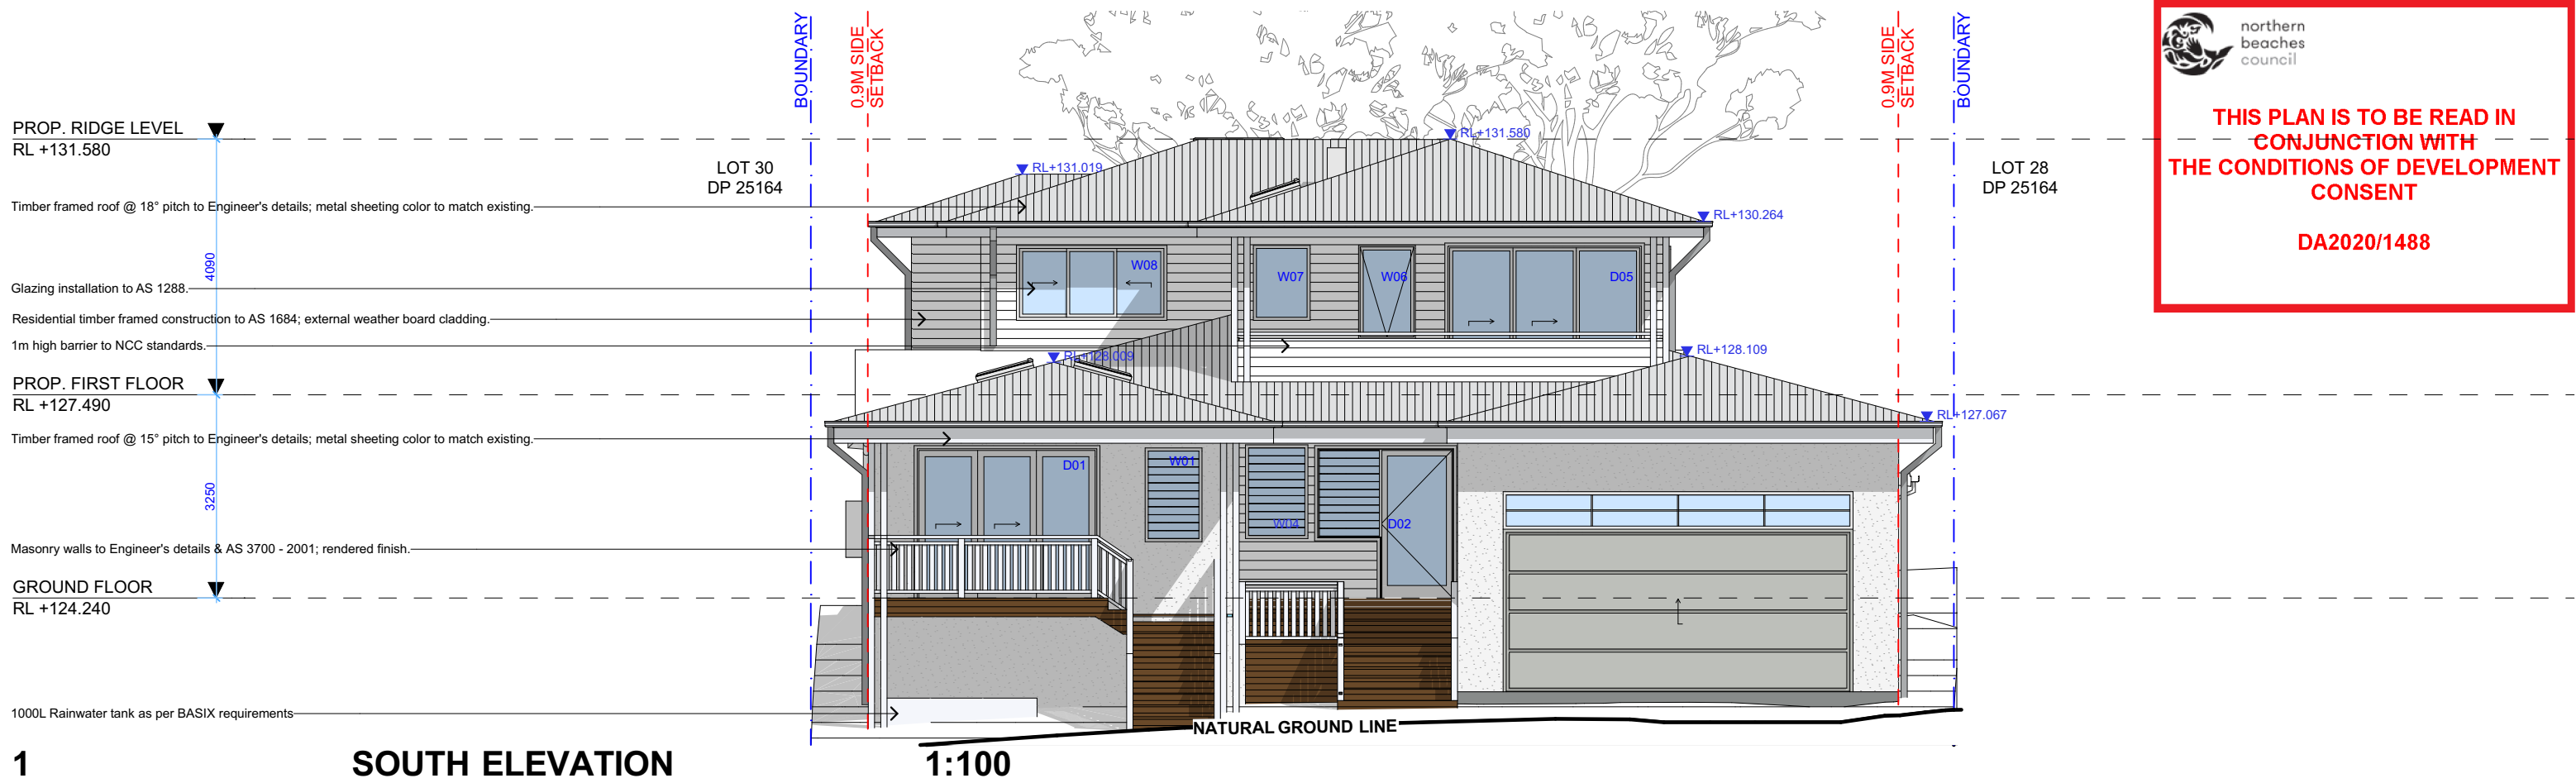 BOUNDARY
0.9M SIDE
SETBACK
0.9M SIDE
SETBACK
BOUNDARY
northern
beaches
council
THIS PLAN IS TO BE READ IN
CONJUNCTION WITH
THE CONDITIONS OF DEVELOPMENT
CONSENT
DA2020/1488
PROP. RIDGE LEVEL
RL +131.580
RL+131.580
LOT 30
DP 25164
RL+131.019
LOT 28
DP 25164
Timber framed roof @ 18° pitch to Engineer's details; metal sheeting color to match existing.
RL+130.264
4090
W08
W07
W06
D05
Glazing installation to AS 1288.
Residential timber framed construction to AS 1684; external weather board cladding.
1m high barrier to NCC standards.
RL+128.009
RL+128.109
PROP. FIRST FLOOR
RL +127.490
RL+127.067
Timber framed roof @ 15° pitch to Engineer's details; metal sheeting color to match existing.
D01
W01
3250
W04
D02
Masonry walls to Engineer's details & AS 3700 - 2001; rendered finish.
GROUND FLOOR
RL +124.240
1000L Rainwater tank as per BASIX requirements
NATURAL GROUND LINE
1
SOUTH ELEVATION
1:100